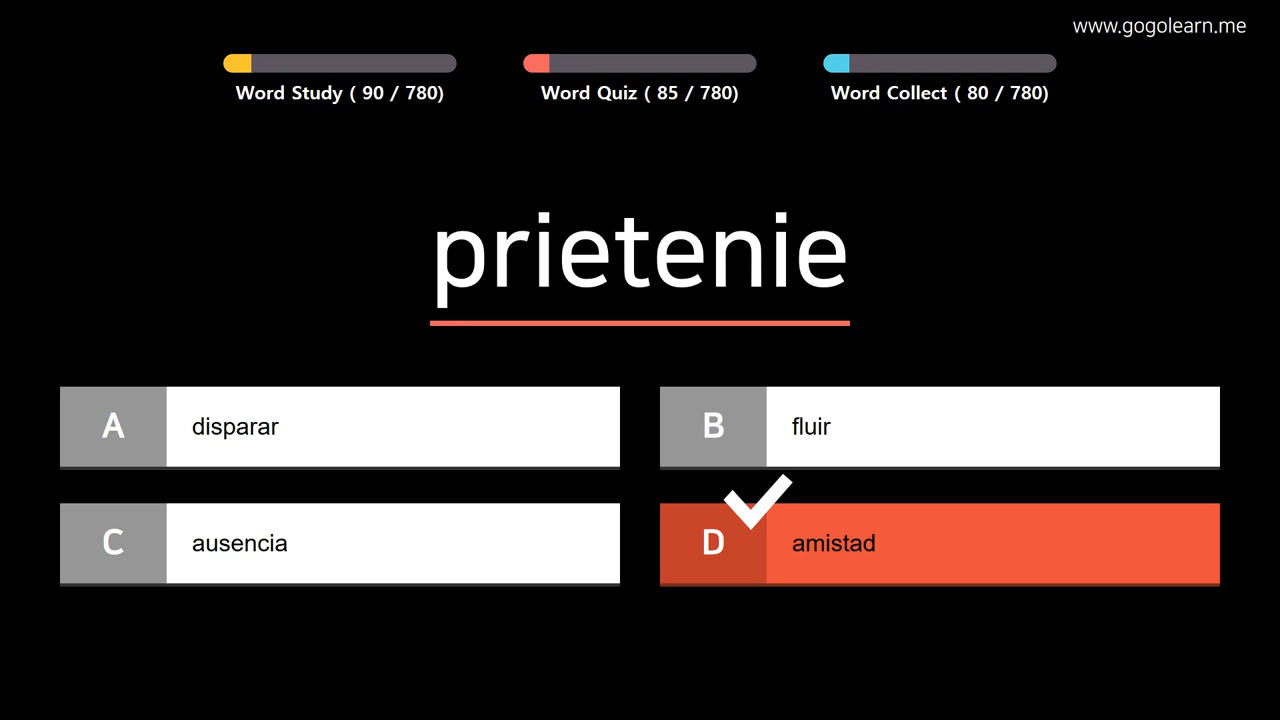 www.gogolearn.me
Word Study ( 90 / 780)
Word Quiz ( 85 / 780)
Word Collect ( 80 / 780)
prietenie
A disparar
B fluir
C ausencia
D amistad